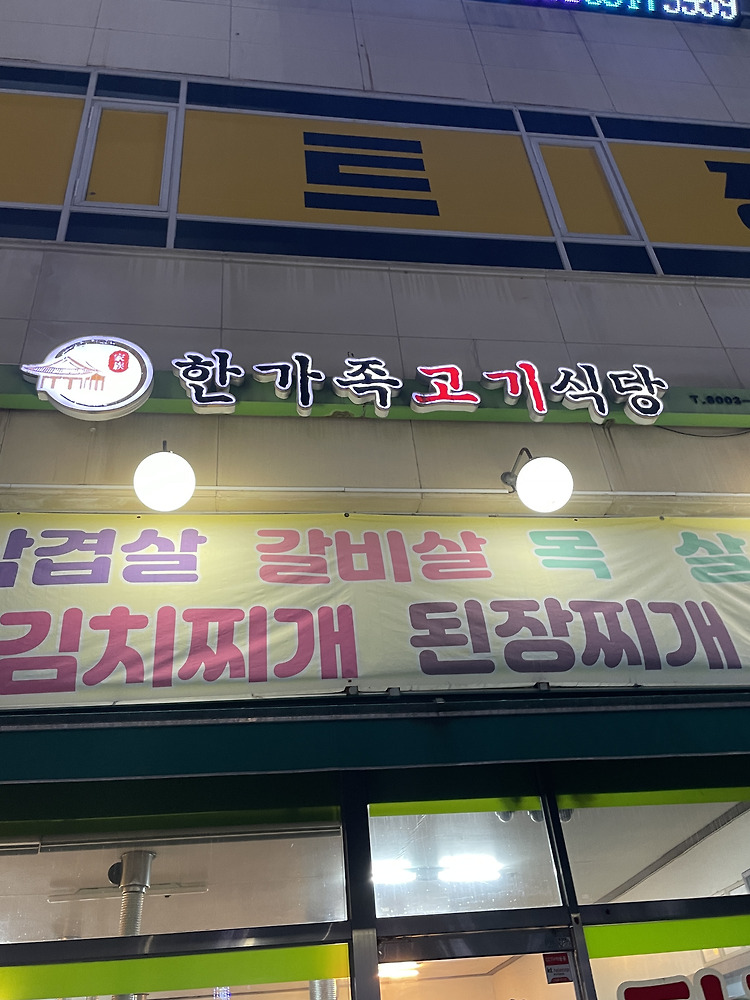 트
家族
한가족고기식당
삼겹살 갈비살 목 살
김치찌개 된장찌개